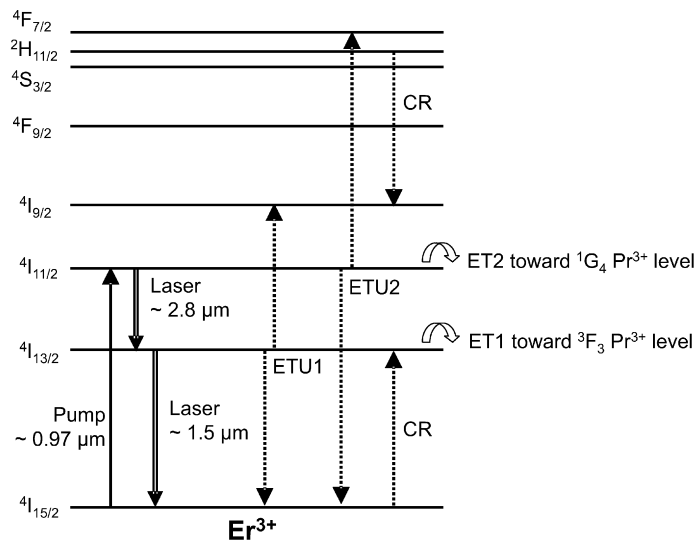 ⁴F₇/₂
²H₁₁/₂
⁴S₃/₂
CR
⁴F₉/₂
⁴I₉/₂
⁴I₁₁/₂
ET2 toward ¹G₄ Pr³⁺ level
Laser
~ 2.8 µm
ETU2
⁴I₁₃/₂
ET1 toward ³F₃ Pr³⁺ level
ETU1
Pump
~ 0.97 µm
Laser
~ 1.5 µm
CR
⁴I₁₅/₂
Er³⁺